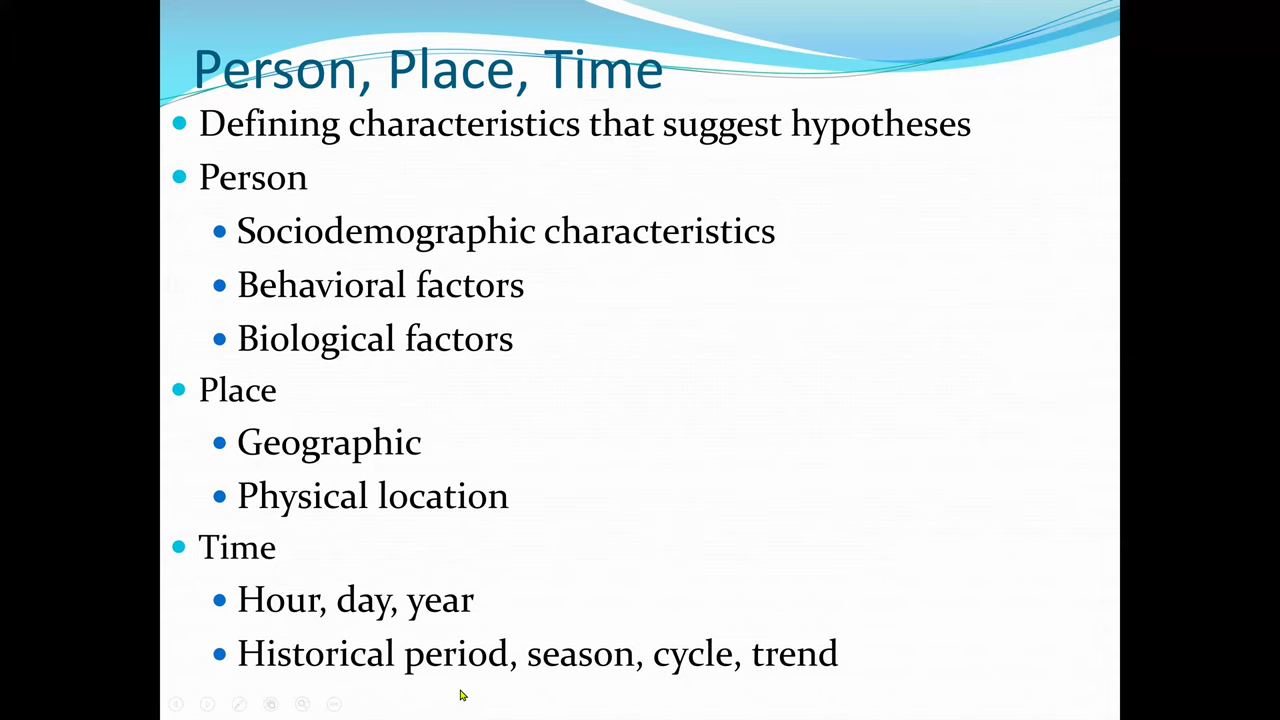 Person, Place, Time
Defining characteristics that suggest hypotheses
Person
Sociodemographic characteristics
Behavioral factors
Biological factors
Place
Geographic
Physical location
Time
Hour, day, year
Historical period, season, cycle, trend